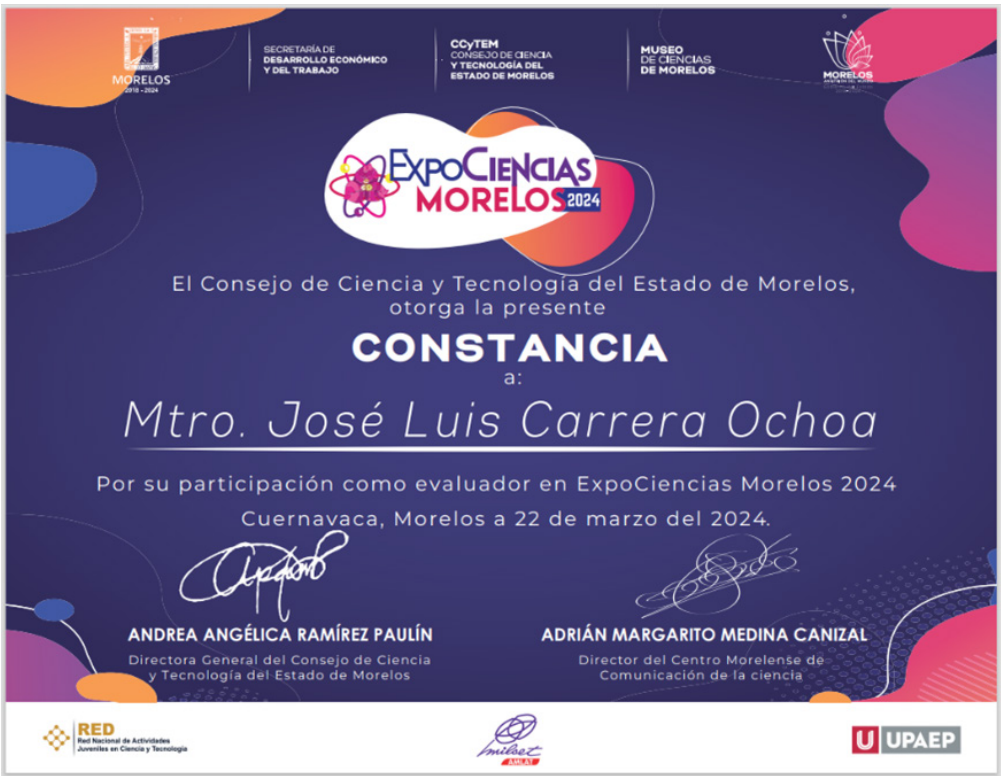 MORELOS
2018 - 2024
SECRETARÍA DE
DESARROLLO ECONÓMICO
Y DEL TRABAJO
CCyTEM
CONSEJO DE CIENCIA
Y TECNOLOGÍA DEL
ESTADO DE MORELOS
MUSEO
DE CIENCIAS
DE MORELOS
MORELOS
EXPOCIENCIAS
MORELOS 2024
El Consejo de Ciencia y Tecnología del Estado de Morelos,
otorga la presente
CONSTANCIA
a:
Mtro. José Luis Carrera Ochoa
Por su participación como evaluador en ExpoCiencias Morelos 2024
Cuernavaca, Morelos a 22 de marzo del 2024.
ANDREA ANGÉLICA RAMÍREZ PAULÍN
Directora General del Consejo de Ciencia
y Tecnología del Estado de Morelos
ADRIÁN MARGARITO MEDINA CANIZAL
Director del Centro Morelense de
Comunicación de la ciencia
RED
Red Nacional de Actividades
Juveniles en Ciencia y Tecnología
milset
AMLAT
U UPAEP